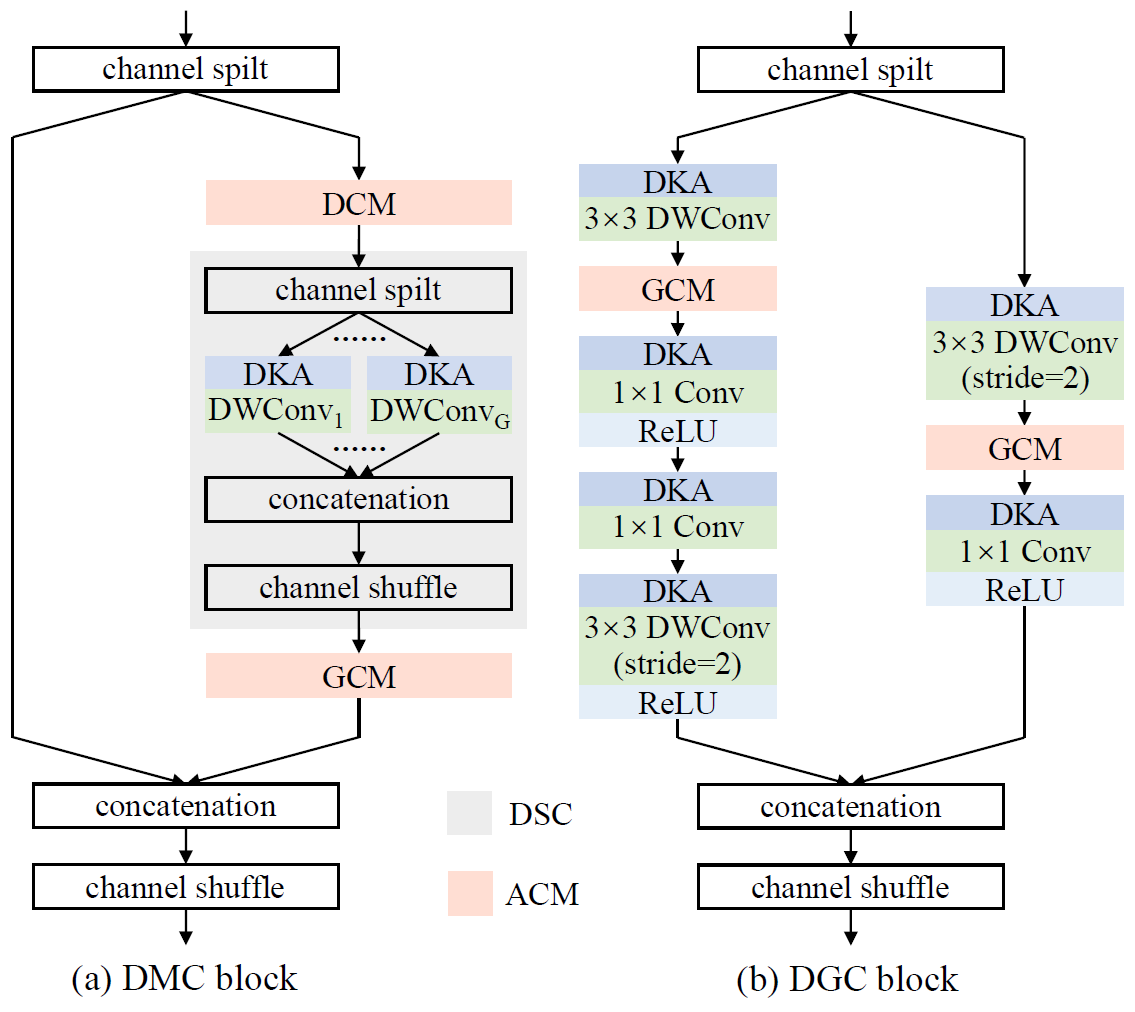 channel spilt
DCM
channel spilt
......
DKA
DWConv₁
DKA
DWConv_G
......
concatenation
channel shuffle
GCM
concatenation
channel shuffle
(a) DMC block
DSC
ACM
channel spilt
DKA
3×3 DWConv
GCM
DKA
1×1 Conv
ReLU
DKA
1×1 Conv
DKA
3×3 DWConv
(stride=2)
ReLU
DKA
3×3 DWConv
(stride=2)
GCM
DKA
1×1 Conv
ReLU
concatenation
channel shuffle
(b) DGC block